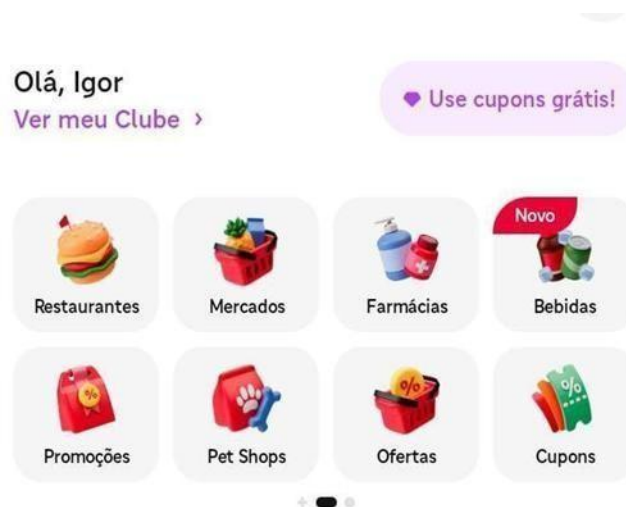 Olá, Igor
Ver meu Clube >
Use cupons grátis!
Novo
Restaurantes
Mercados
Farmácias
Bebidas
%
%
%
Promoções
Pet Shops
Ofertas
Cupons